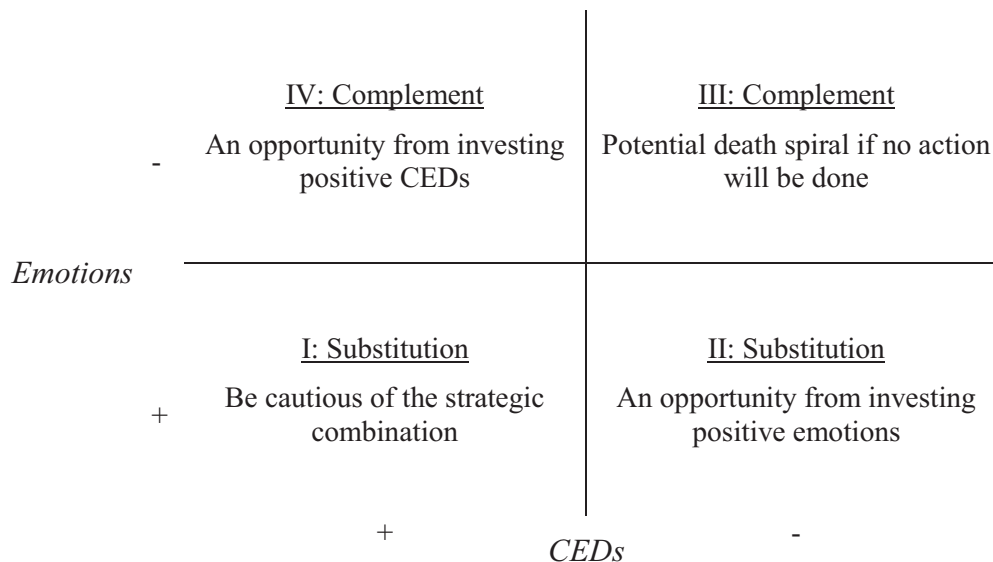 IV: Complement
An opportunity from investing
positive CEDs
III: Complement
Potential death spiral if no action
will be done
-
Emotions
I: Substitution
Be cautious of the strategic
combination
II: Substitution
An opportunity from investing
positive emotions
+
+
-
CEDs